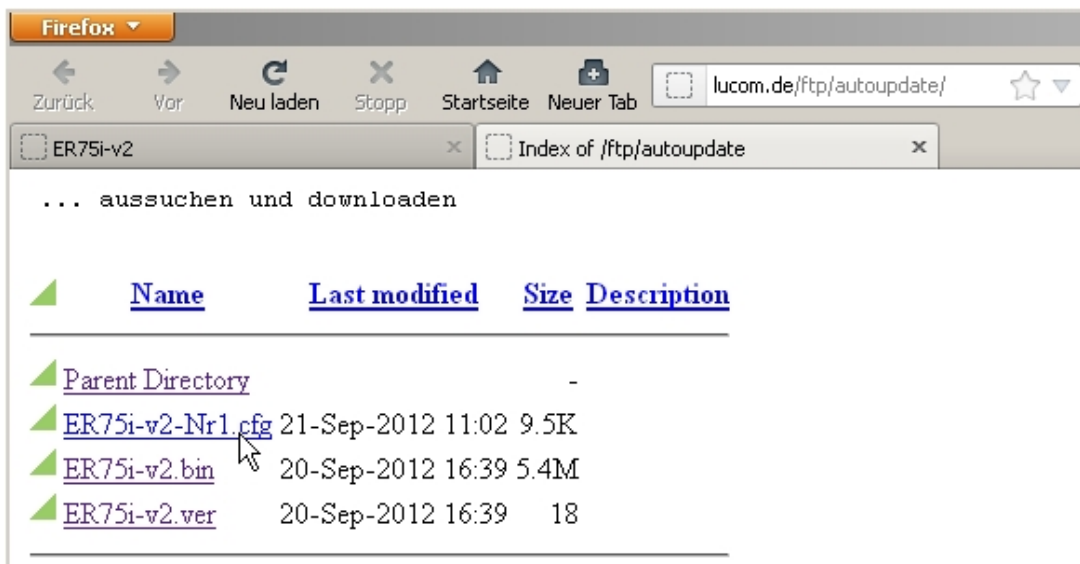 Firefox
Zurück Vor Neu laden Stopp Startseite Neuer Tab lucom.de/ftp/autoupdate/
ER75i-v2 Index of /ftp/autoupdate
... aussuchen und downloaden
Name Last modified Size Description
Parent Directory -
ER75i-v2-Nr1.cfg 21-Sep-2012 11:02 9.5K
ER75i-v2.bin 20-Sep-2012 16:39 5.4M
ER75i-v2.ver 20-Sep-2012 16:39 18